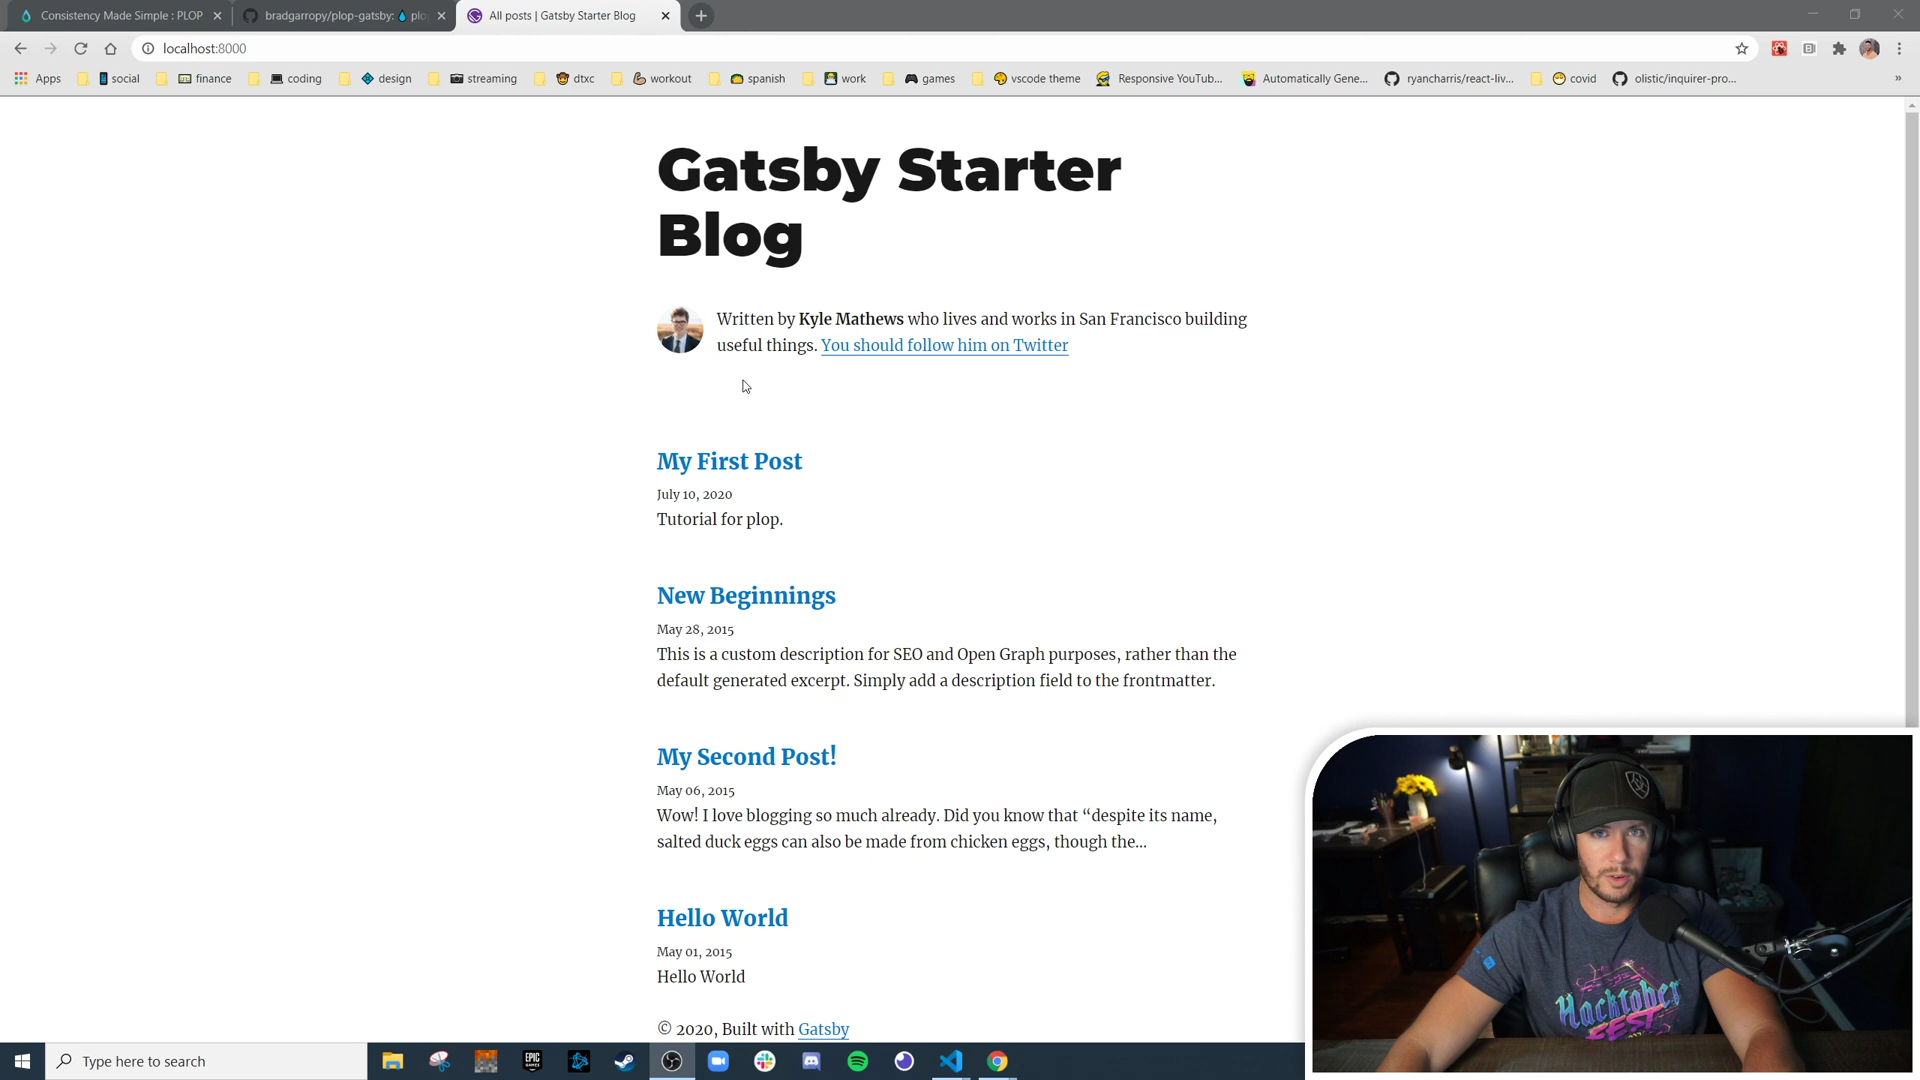 Consistency Made Simple : PLOP
bradgarropy/plop-gatsby: plo
All posts | Gatsby Starter Blog
localhost:8000
Apps
social
finance
coding
design
streaming
dtxc
workout
spanish
work
games
vscode theme
Responsive YouTub...
Automatically Gene...
ryancharris/react-liv...
covid
olistic/inquirer-pro...
Gatsby Starter
Blog
Written by Kyle Mathews who lives and works in San Francisco building
useful things. You should follow him on Twitter
My First Post
July 10, 2020
Tutorial for plop.
New Beginnings
May 28, 2015
This is a custom description for SEO and Open Graph purposes, rather than the
default generated excerpt. Simply add a description field to the frontmatter.
My Second Post!
May 06, 2015
Wow! I love blogging so much already. Did you know that “despite its name,
salted duck eggs can also be made from chicken eggs, though the...
Hello World
May 01, 2015
Hello World
© 2020, Built with Gatsby
Hacktober
FEST
Type here to search
EPIC
GAMES